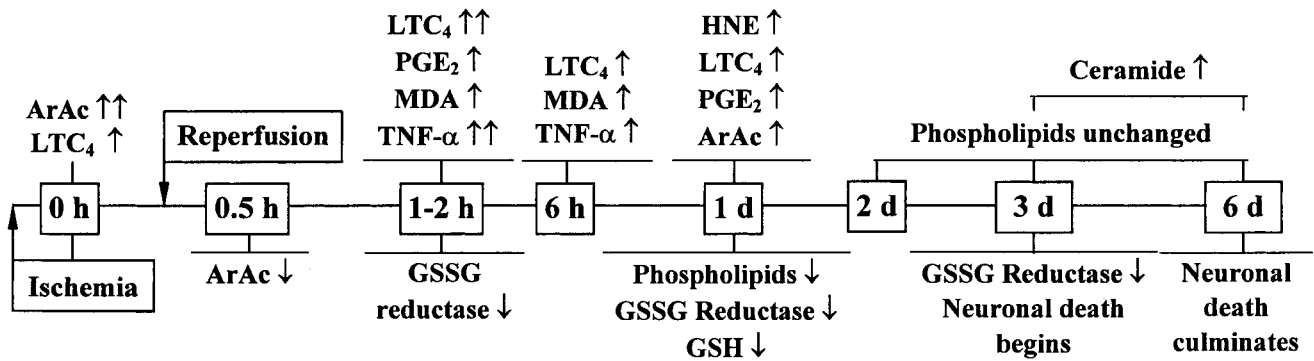 ArAc ↑↑
LTC₄ ↑
Reperfusion
LTC₄ ↑↑
PGE₂ ↑
MDA ↑
TNF-α ↑↑
LTC₄ ↑
MDA ↑
TNF-α ↑
HNE ↑
LTC₄ ↑
PGE₂ ↑
ArAc ↑
Ceramide ↑
Phospholipids unchanged
0 h
0.5 h
1-2 h
6 h
1 d
2 d
3 d
6 d
Ischemia
ArAc ↓
GSSG
reductase ↓
Phospholipids ↓
GSSG Reductase ↓
GSH ↓
GSSG Reductase ↓
Neuronal death
begins
Neuronal
death
culminates